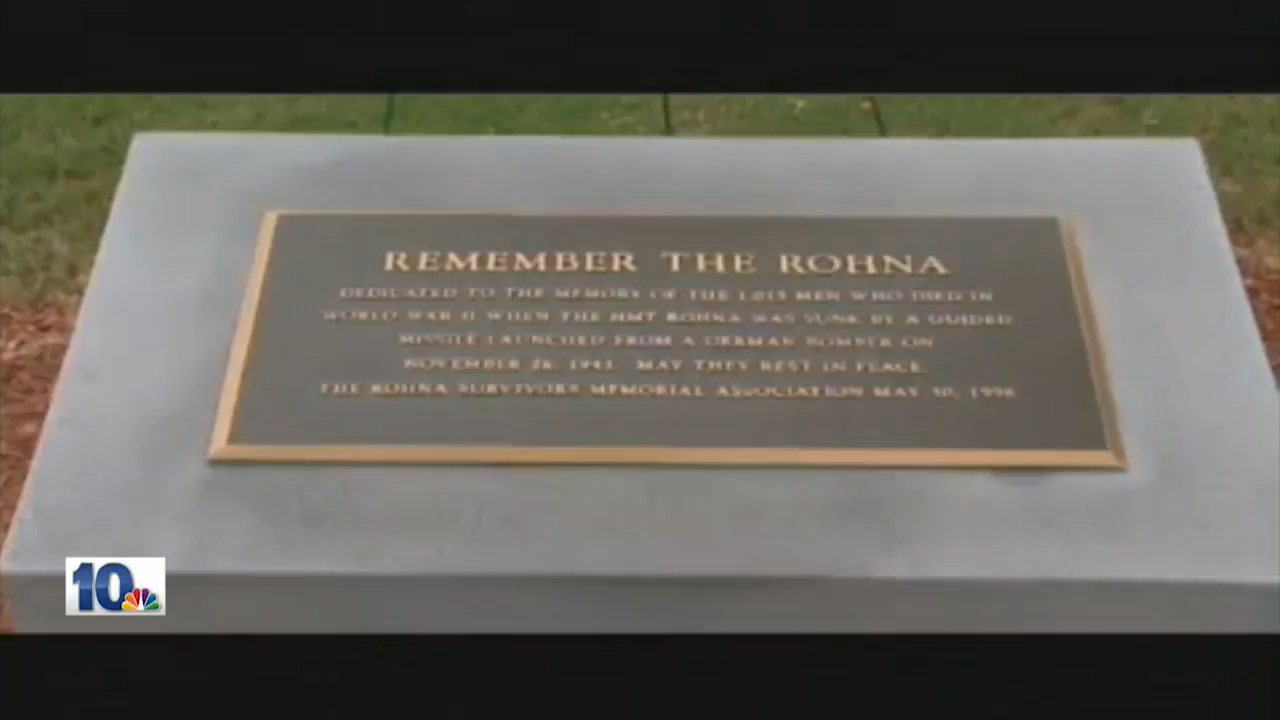 REMEMBER THE ROHNA
DEDICATED TO THE MEMORY OF THE 1,015 MEN WHO DIED IN
WORLD WAR II WHEN THE HMT ROHNA WAS SUNK BY A GUIDED
MISSILE LAUNCHED FROM A GERMAN BOMBER ON
NOVEMBER 26, 1943. MAY THEY REST IN PEACE.
THE ROHNA SURVIVORS MEMORIAL ASSOCIATION MAY 30, 1996
10